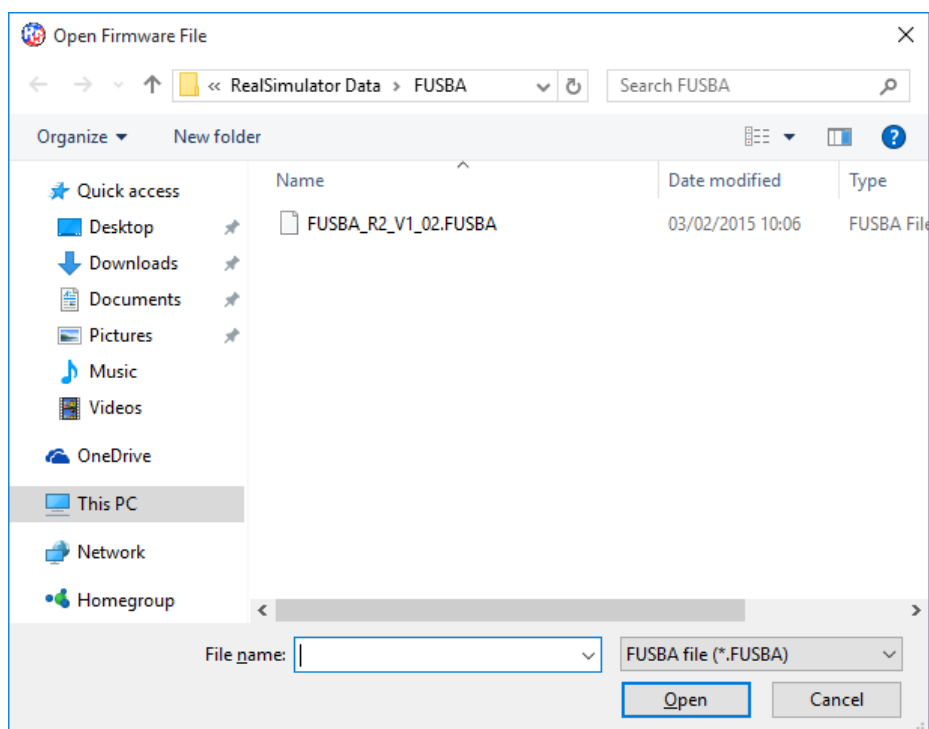 Open Firmware File
« RealSimulator Data > FUSBA
Search FUSBA
Organize
New folder
Name
Date modified
Type
Quick access
FUSBA_R2_V1_02.FUSBA
03/02/2015 10:06
FUSBA File
Desktop
Downloads
Documents
Pictures
Music
Videos
OneDrive
This PC
Network
Homegroup
File name:
FUSBA file (*.FUSBA)
Open
Cancel